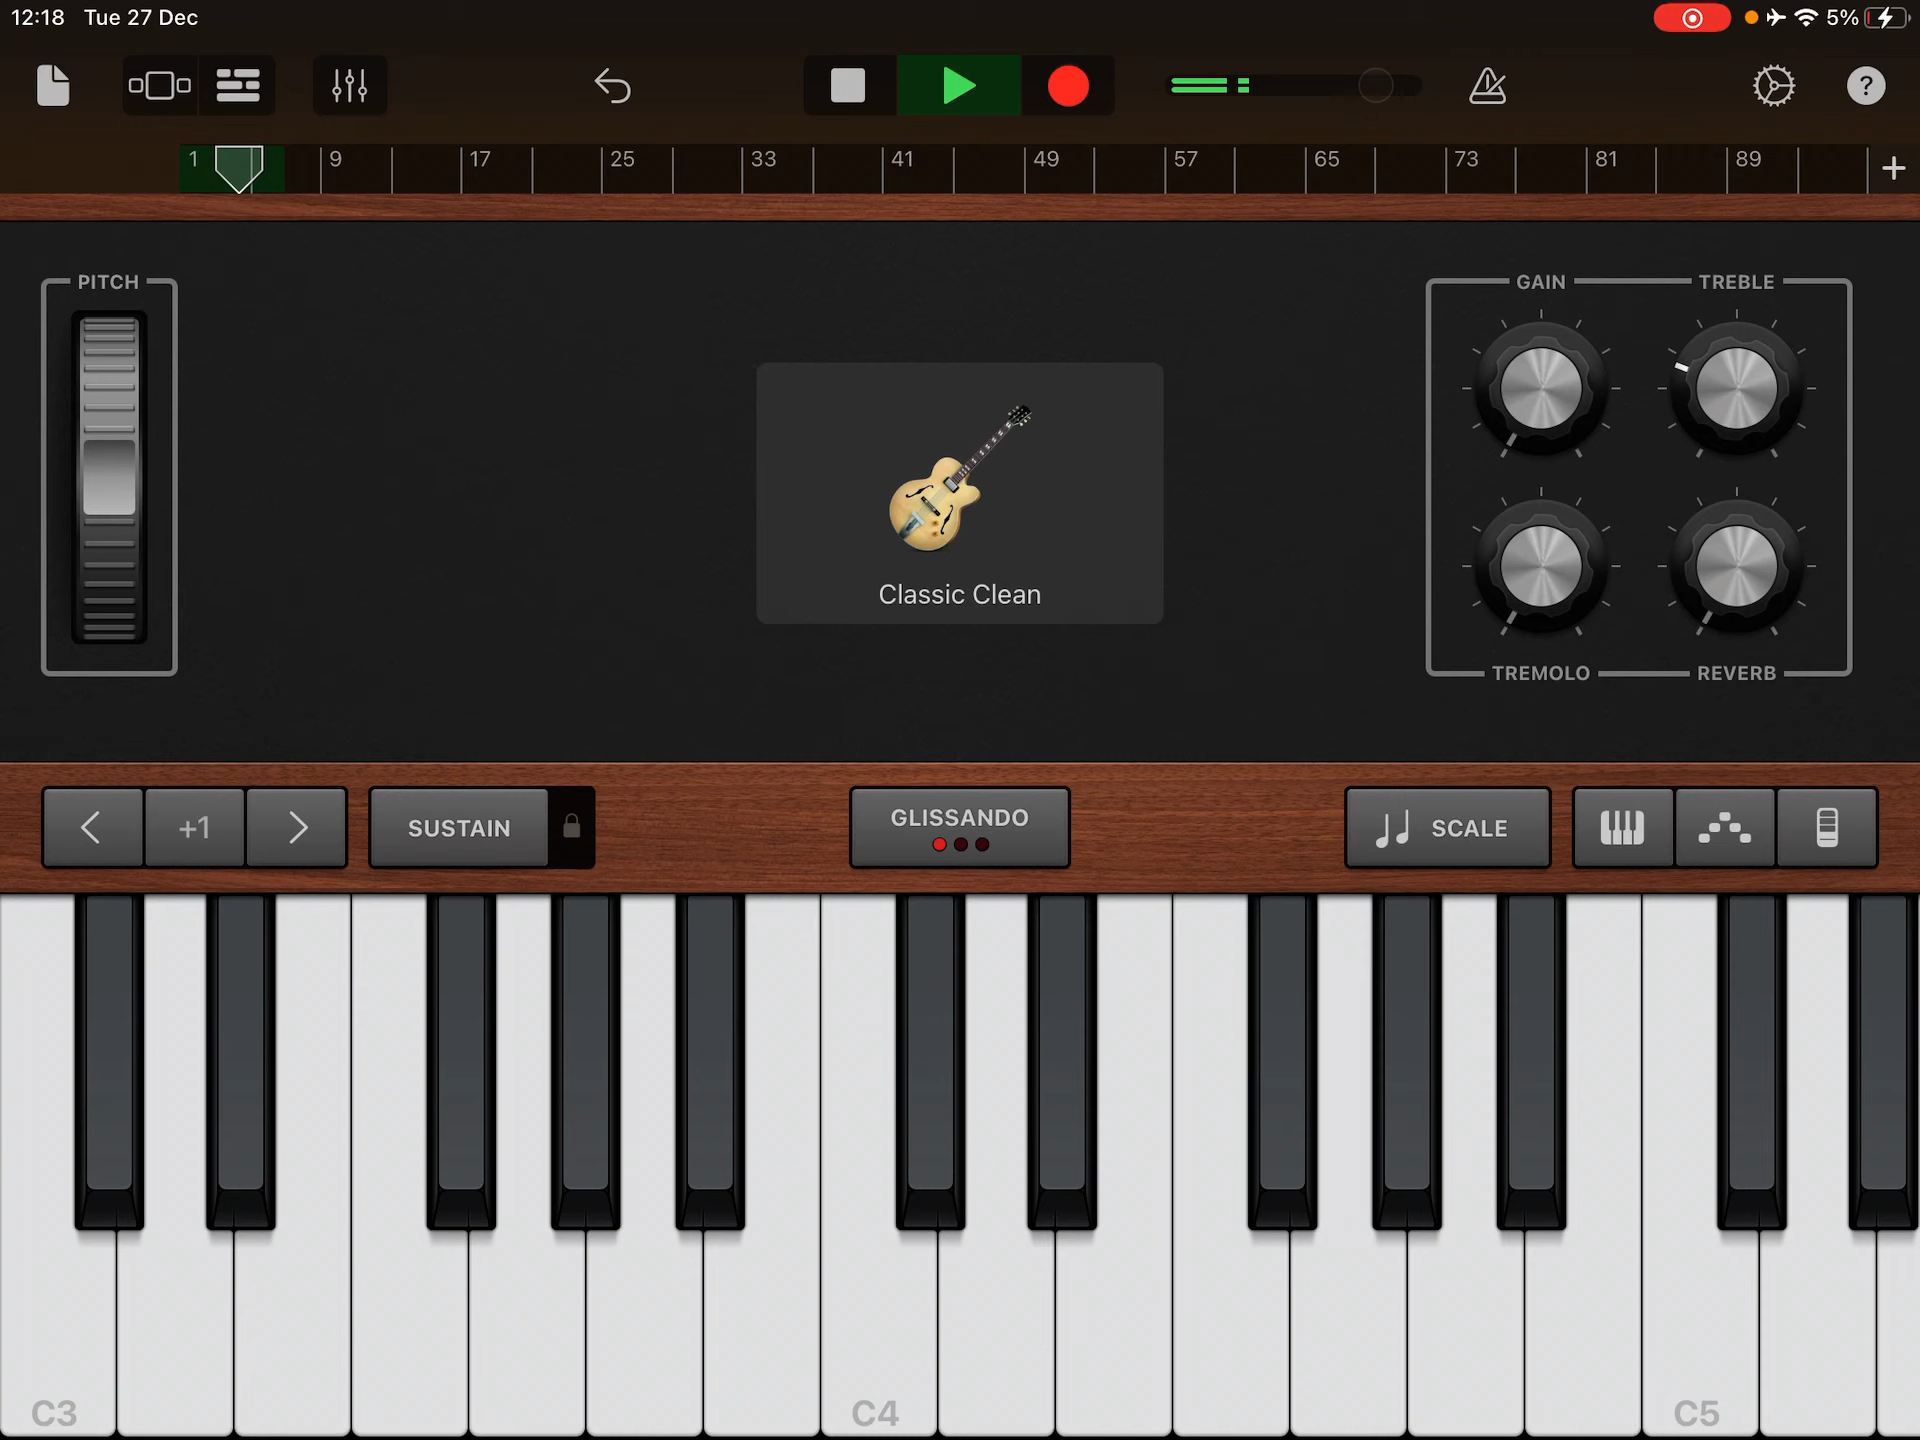 12:18 Tue 27 Dec 5%
?
1 9 17 25 33 41 49 57 65 73 81 89 +
PITCH GAIN TREBLE
Classic Clean
TREMOLO REVERB
+1 SUSTAIN GLISSANDO SCALE
C3 C4 C5